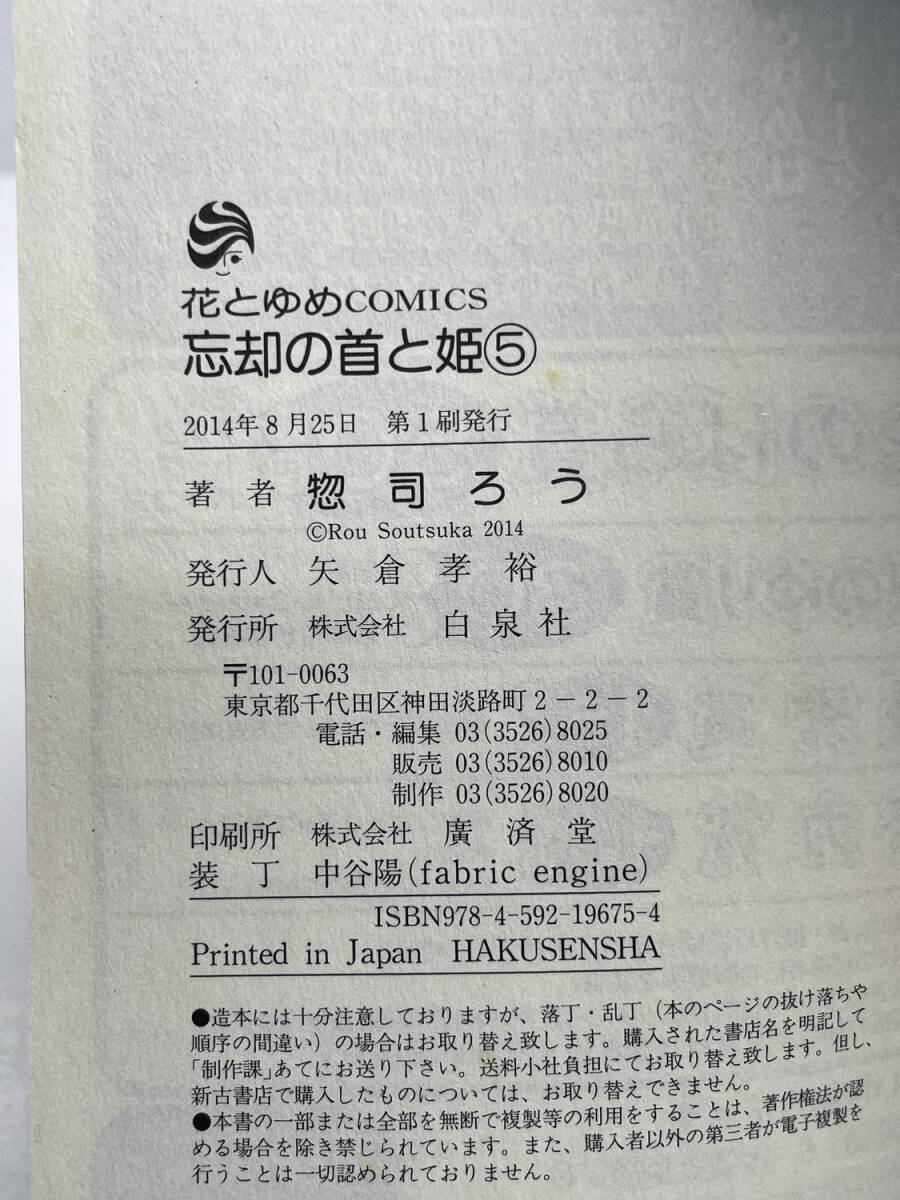 花とゆめCOMICS
忘却の首と姫⑤
2014年8月25日 第1刷発行
著者 惣司ろう
©Rou Soutsuka 2014
発行人 矢倉孝裕
発行所 株式会社 白泉社
〒101-0063
東京都千代田区神田淡路町2-2-2
電話・編集 03(3526)8025
販売 03(3526)8010
制作 03(3526)8020
印刷所 株式会社 廣済堂
装丁 中谷陽(fabric engine)
ISBN978-4-592-19675-4
Printed in Japan HAKUSENSHA
●造本には十分注意しておりますが、落丁・乱丁（本のページの抜け落ちや
順序の間違い）の場合はお取り替え致します。購入された書店名を明記して
「制作課」あてにお送り下さい。送料小社負担にてお取り替え致します。但し、
新古書店で購入したものについては、お取り替えできません。
●本書の一部または全部を無断で複製等の利用をすることは、著作権法が認
める場合を除き禁じられています。また、購入者以外の第三者が電子複製を
行うことは一切認められておりません。